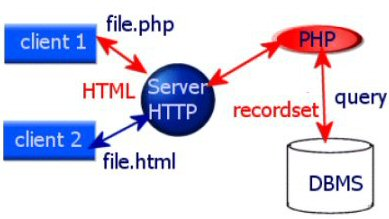 file.php
client 1
PHP
HTML
Server
HTTP
query
recordset
client 2
file.html
DBMS